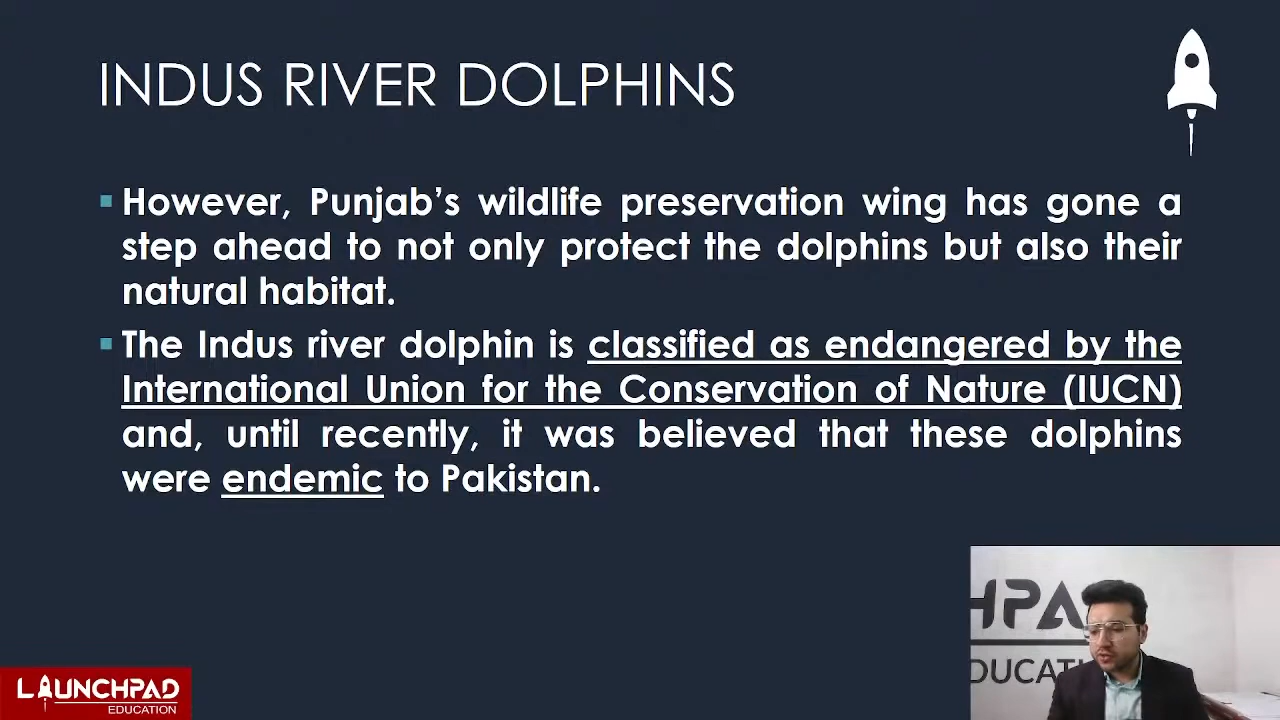 INDUS RIVER DOLPHINS
However, Punjab's wildlife preservation wing has gone a
step ahead to not only protect the dolphins but also their
natural habitat.
The Indus river dolphin is classified as endangered by the
International Union for the Conservation of Nature (IUCN)
and, until recently, it was believed that these dolphins
were endemic to Pakistan.
HPA
DUCATI
LAUNCHPAD
EDUCATION